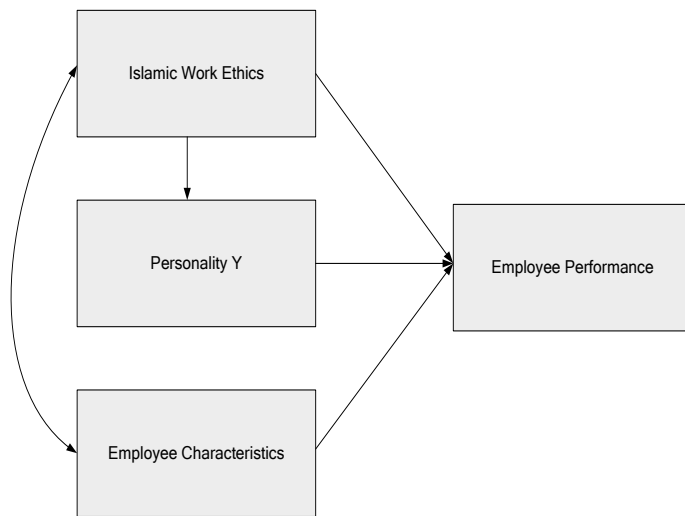 Islamic Work Ethics
Personality Y
Employee Performance
Employee Characteristics